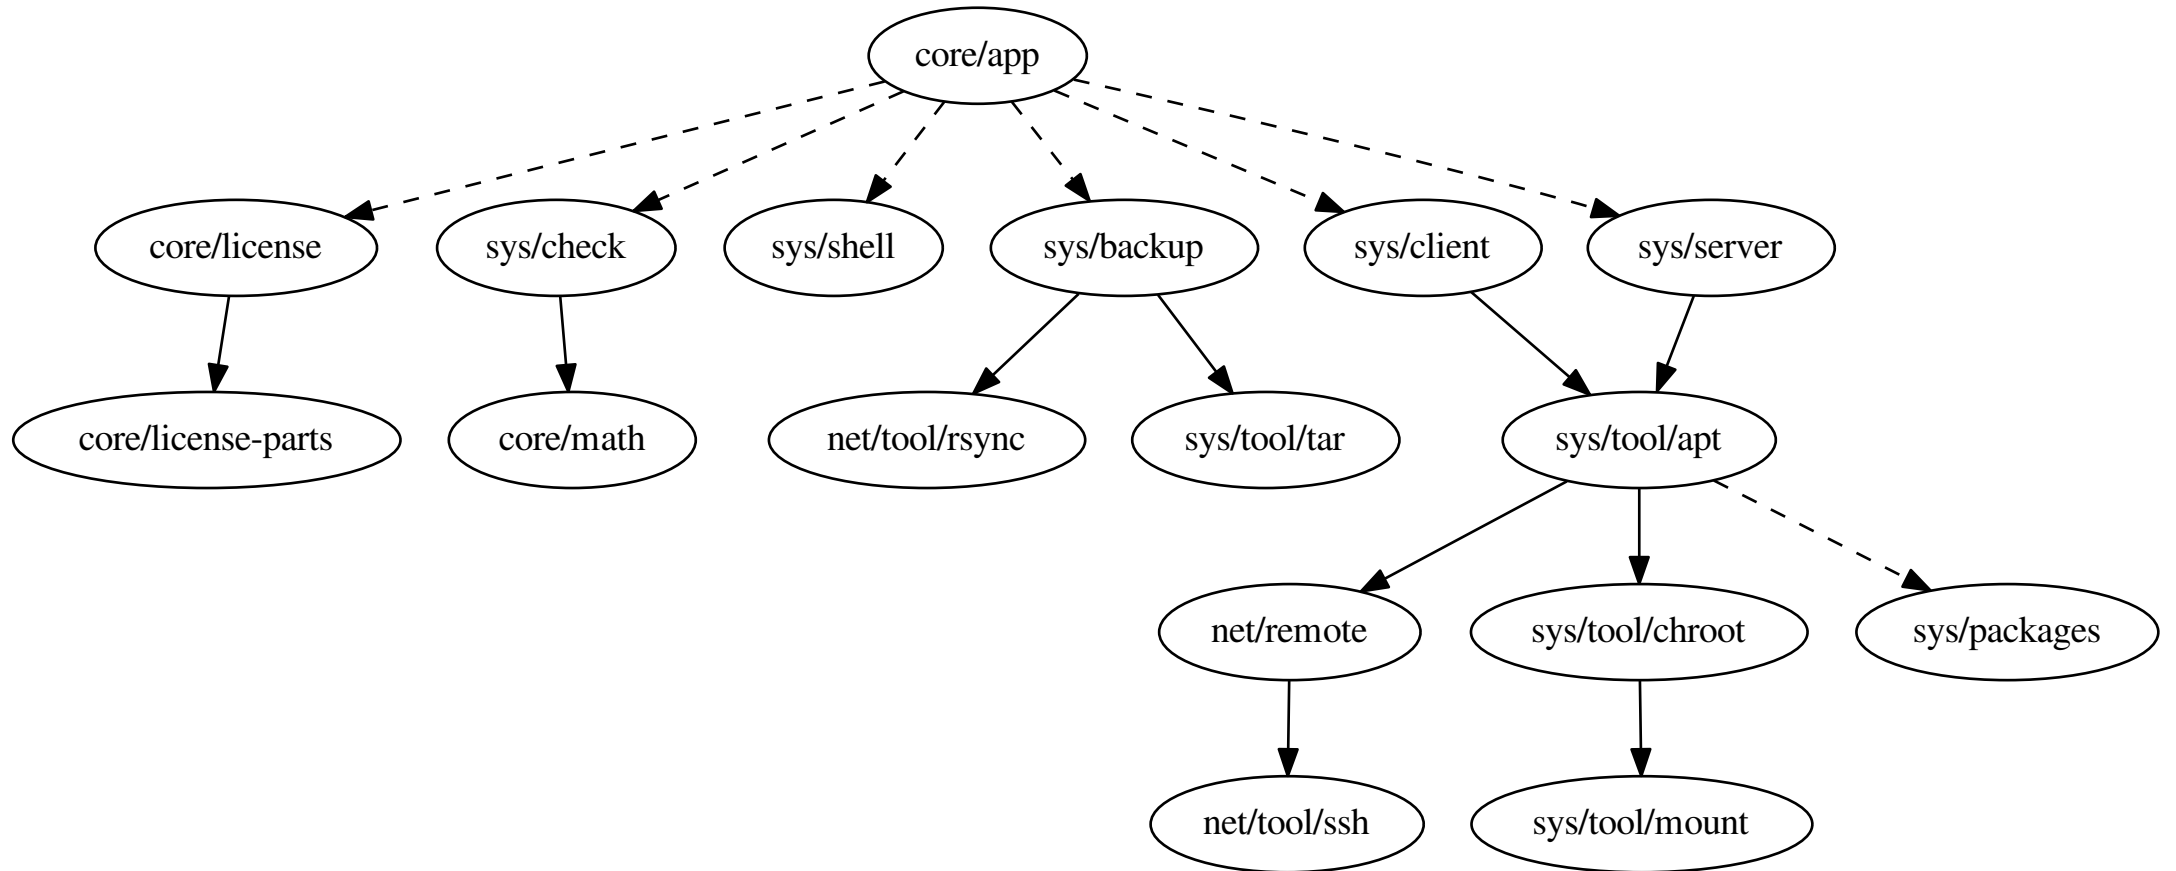 core/app
core/license
sys/check
sys/shell
sys/backup
sys/client
sys/server
core/license-parts
core/math
net/tool/rsync
sys/tool/tar
sys/tool/apt
net/remote
sys/tool/chroot
sys/packages
net/tool/ssh
sys/tool/mount